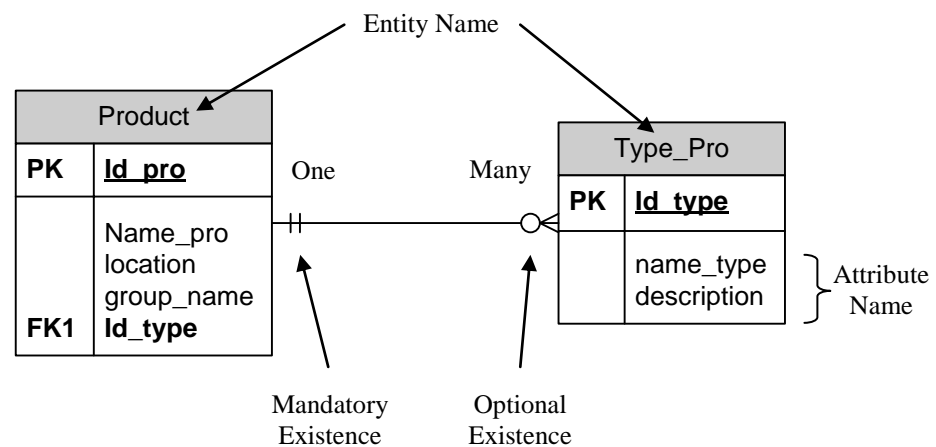 Entity Name
Product
PK Id_pro
Name_pro
location
group_name
FK1 Id_type
One
Many
Type_Pro
PK Id_type
name_type
description
Attribute
Name
Mandatory
Existence
Optional
Existence